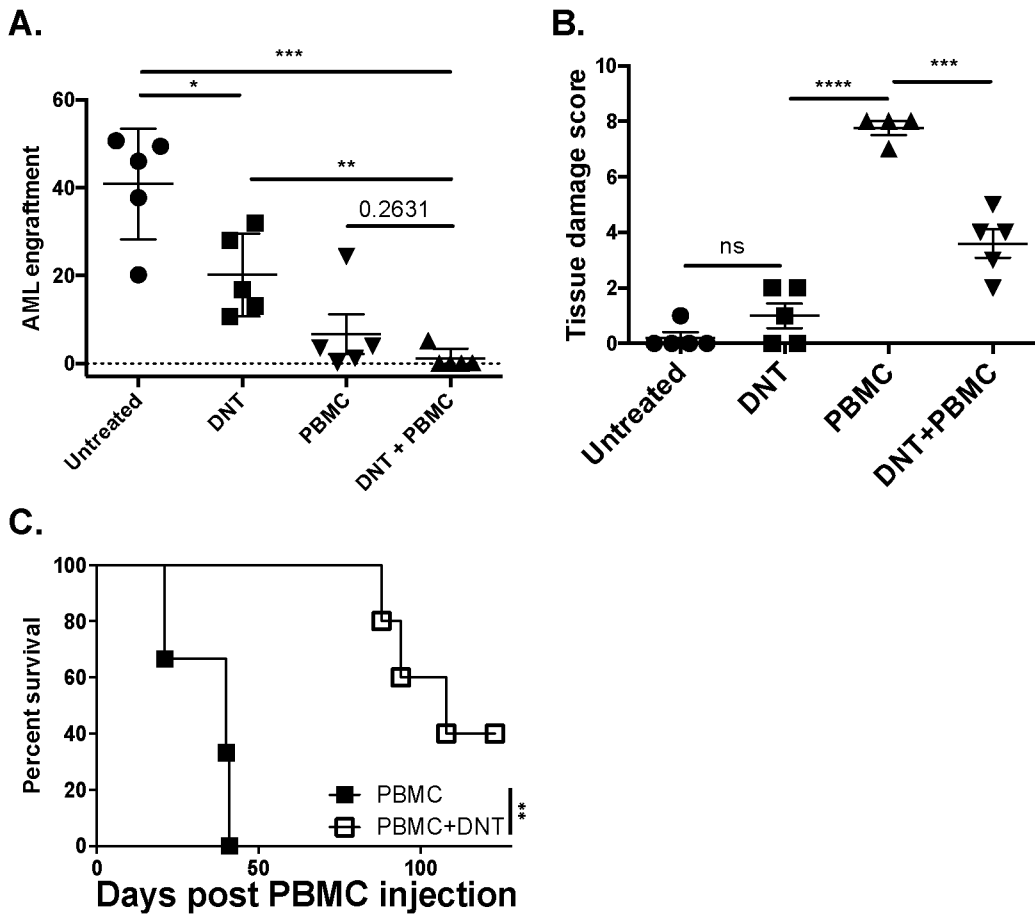 A.
***
*
**
0.2631
AML engraftment
60
40
20
0
Untreated
DNT
PBMC
DNT + PBMC
B.
****
***
ns
Tissue damage score
10
8
6
4
2
0
Untreated
DNT
PBMC
DNT+PBMC
C.
Percent survival
100
80
60
40
20
0
PBMC
PBMC+DNT
**
0
50
100
Days post PBMC injection